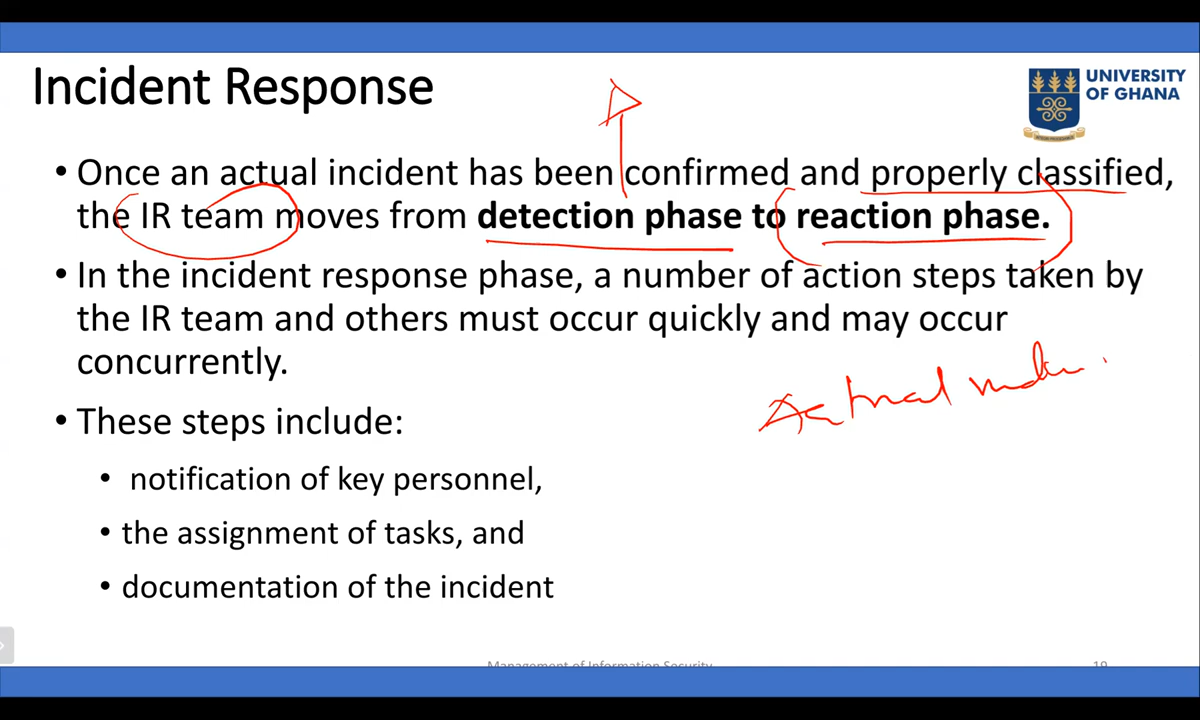 Incident Response
UNIVERSITY
OF GHANA
• Once an actual incident has been confirmed and properly classified,
the IR team moves from detection phase to reaction phase.
• In the incident response phase, a number of action steps taken by
the IR team and others must occur quickly and may occur
concurrently.
Actual
• These steps include:
• notification of key personnel,
• the assignment of tasks, and
• documentation of the incident
Management of Information Security
19